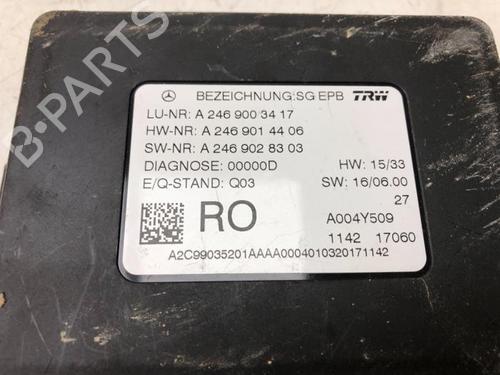 BEZEICHNUNG:SG EPB TRW
LU-NR: A 246 900 34 17
HW-NR: A 246 901 44 06
SW-NR: A 246 902 83 03
DIAGNOSE: 00000D HW: 15/33
E/Q-STAND: Q03 SW: 16/06.00
27
RO A004Y509
1142 17060
A2C99035201AAAA0004010320171142
B-PARTS